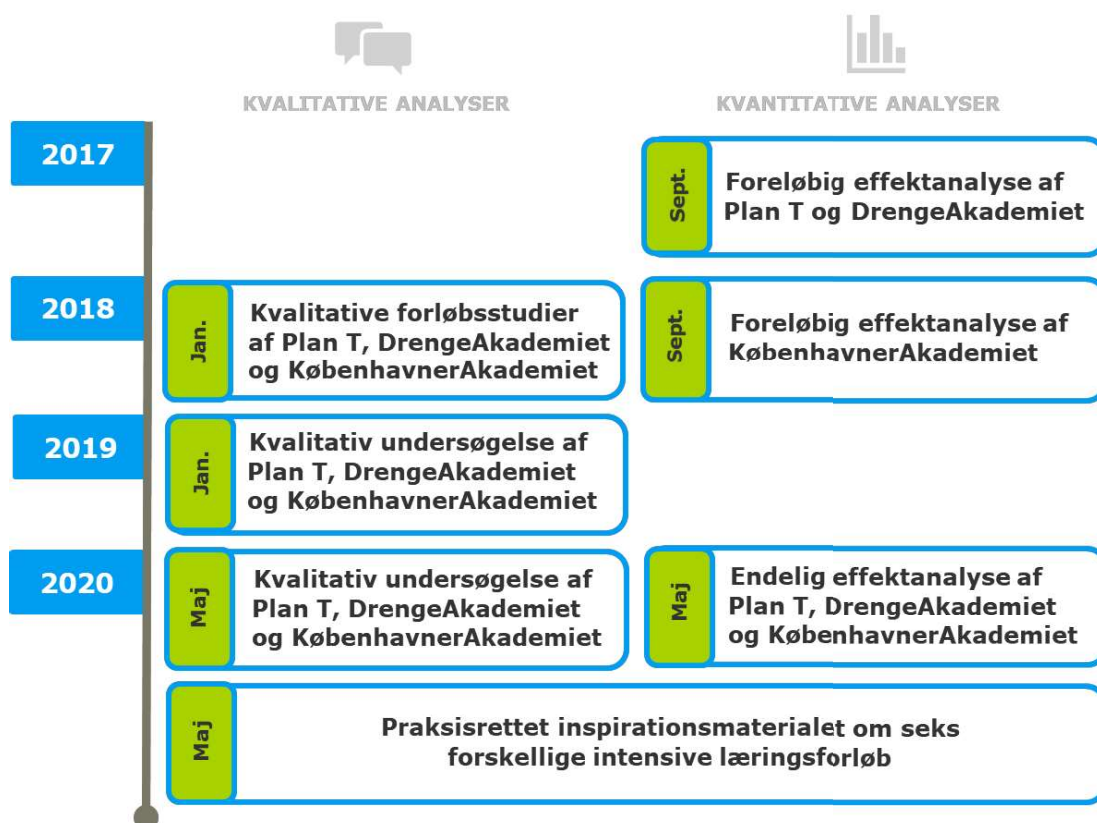 KVALITATIVE ANALYSER
KVANTITATIVE ANALYSER
2017
Sept.
Foreløbig effektanalyse af
Plan T og DrengeAkademiet
2018
Jan.
Kvalitative forløbsstudier
af Plan T, DrengeAkademiet
og KøbenhavnerAkademiet
Sept.
Foreløbig effektanalyse af
KøbenhavnerAkademiet
2019
Jan.
Kvalitativ undersøgelse af
Plan T, DrengeAkademiet
og KøbenhavnerAkademiet
2020
Maj
Kvalitativ undersøgelse af
Plan T, DrengeAkademiet
og KøbenhavnerAkademiet
Maj
Endelig effektanalyse af
Plan T, DrengeAkademiet
og KøbenhavnerAkademiet
Maj
Praksisrettet inspirationsmaterialet om seks
forskellige intensive læringsforløb